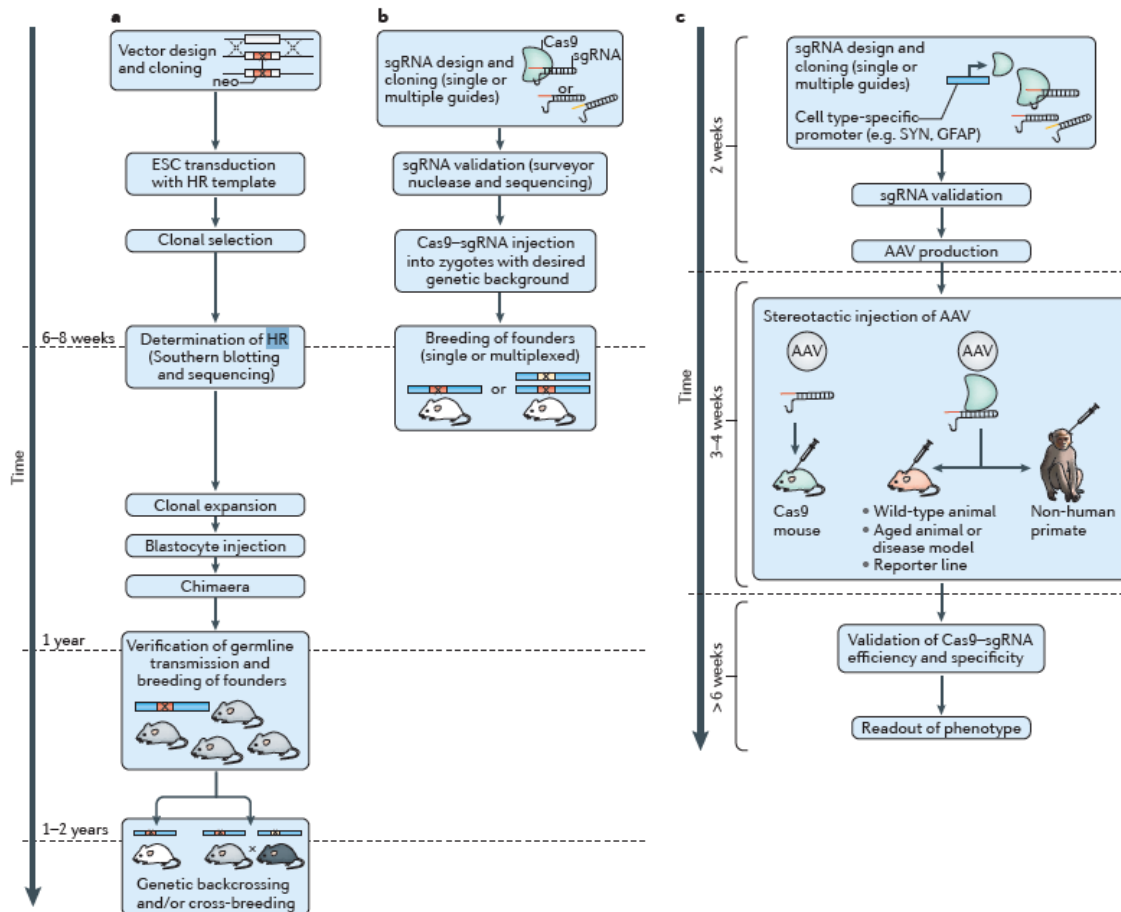 a
Vector design
and cloning
neo
ESC transduction
with HR template
Clonal selection
6–8 weeks
Determination of HR
(Southern blotting
and sequencing)
Clonal expansion
Blastocyte injection
Chimaera
1 year
Verification of germline
transmission and
breeding of founders
1–2 years
×
Genetic backcrossing
and/or cross-breeding
Time
b
Cas9
sgRNA
sgRNA design and
cloning (single or
multiple guides)
or
sgRNA validation (surveyor
nuclease and sequencing)
Cas9–sgRNA injection
into zygotes with desired
genetic background
Breeding of founders
(single or multiplexed)
or
c
sgRNA design and
cloning (single or
multiple guides)
Cell type-specific
promoter (e.g. SYN, GFAP)
sgRNA validation
AAV production
2 weeks
Stereotactic injection of AAV
AAV
AAV
Cas9
mouse
• Wild-type animal
• Aged animal or
disease model
• Reporter line
Non-human
primate
3–4 weeks
Time
Validation of Cas9–sgRNA
efficiency and specificity
Readout of phenotype
> 6 weeks